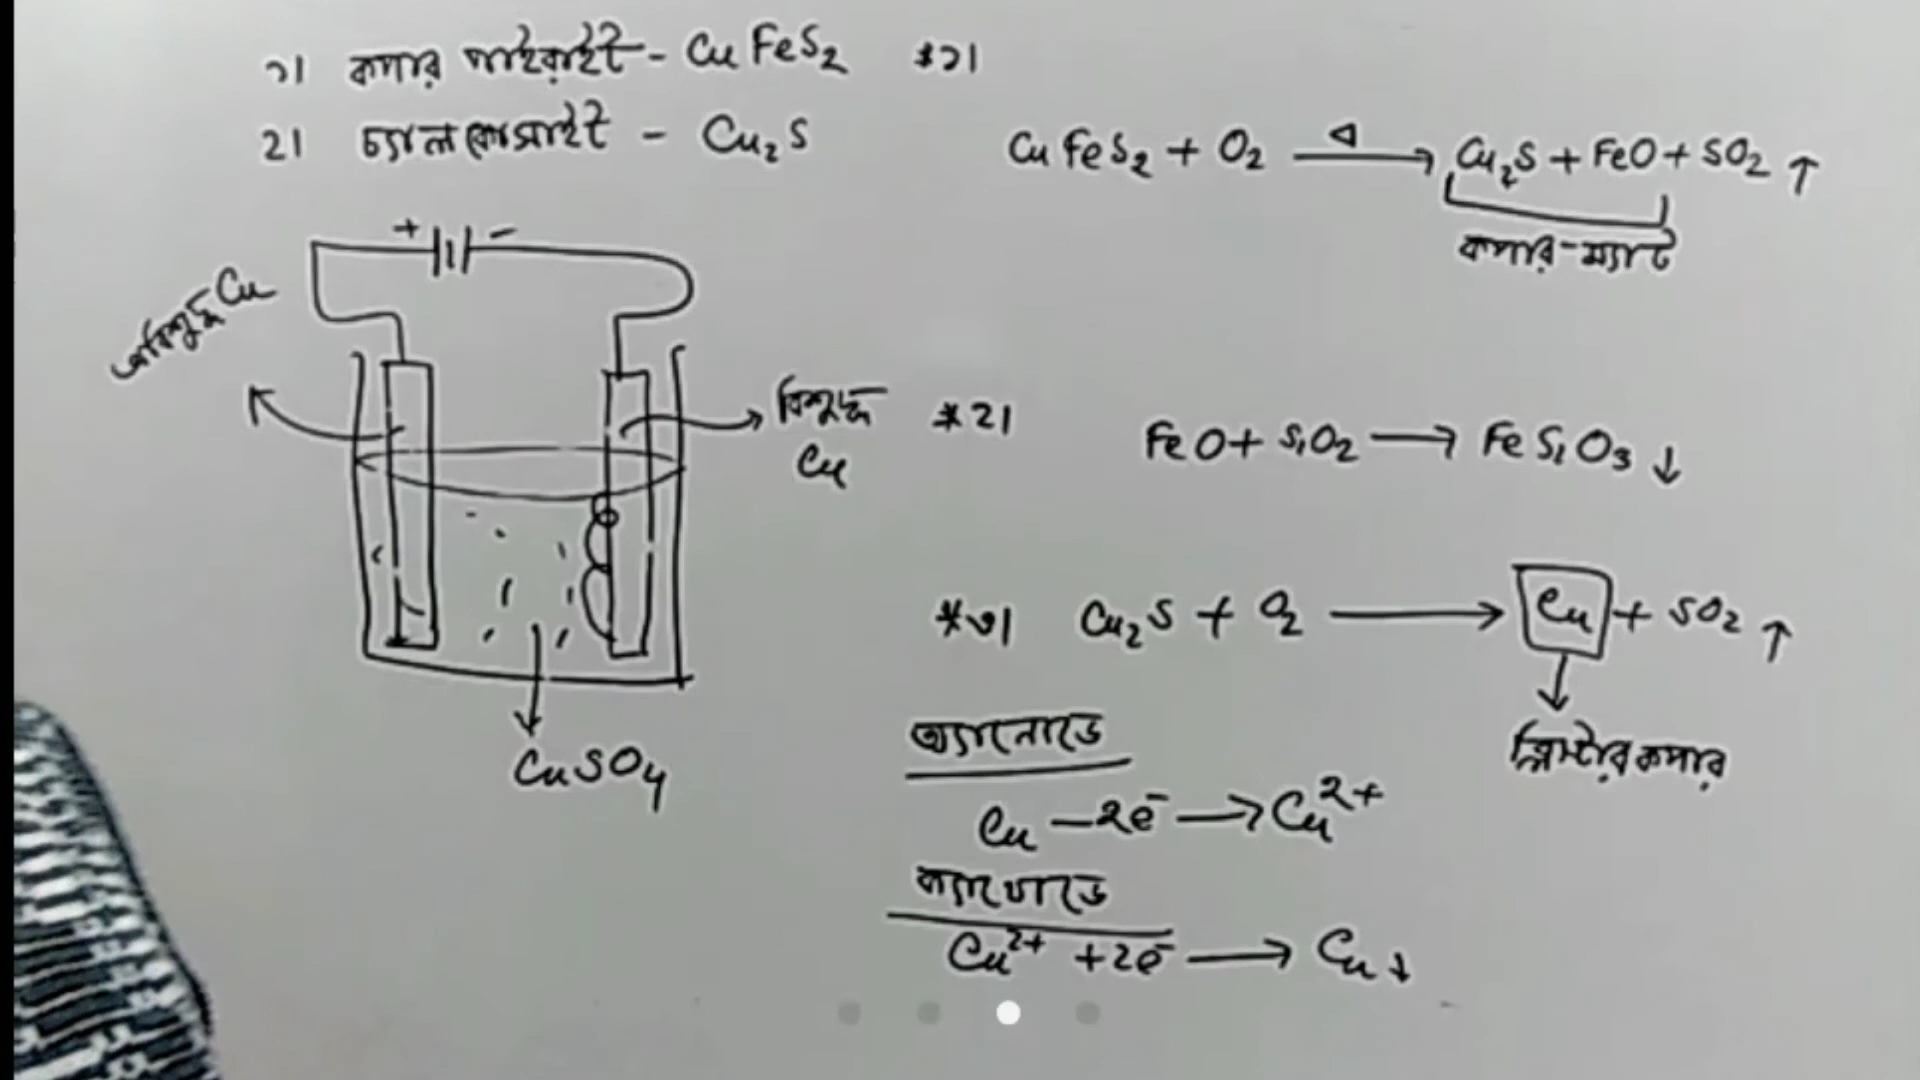 ১। কপার পাইরাইট - CuFeS₂
২। চ্যালকোসাইট - Cu₂S
+ -
অবিশুদ্ধ Cu
বিশুদ্ধ
Cu
CuSO₄
*১।
CuFeS₂ + O₂ →(Δ) Cu₂S + FeO + SO₂ ↑
কপার-ম্যাট
*২। FeO + SiO₂ → FeSiO₃ ↓
*৩। Cu₂S + O₂ → Cu + SO₂ ↑
ব্লিস্টার কপার
অ্যানোডে
Cu - 2e⁻ → Cu²⁺
ক্যাথোডে
Cu²⁺ + 2e⁻ → Cu ↓